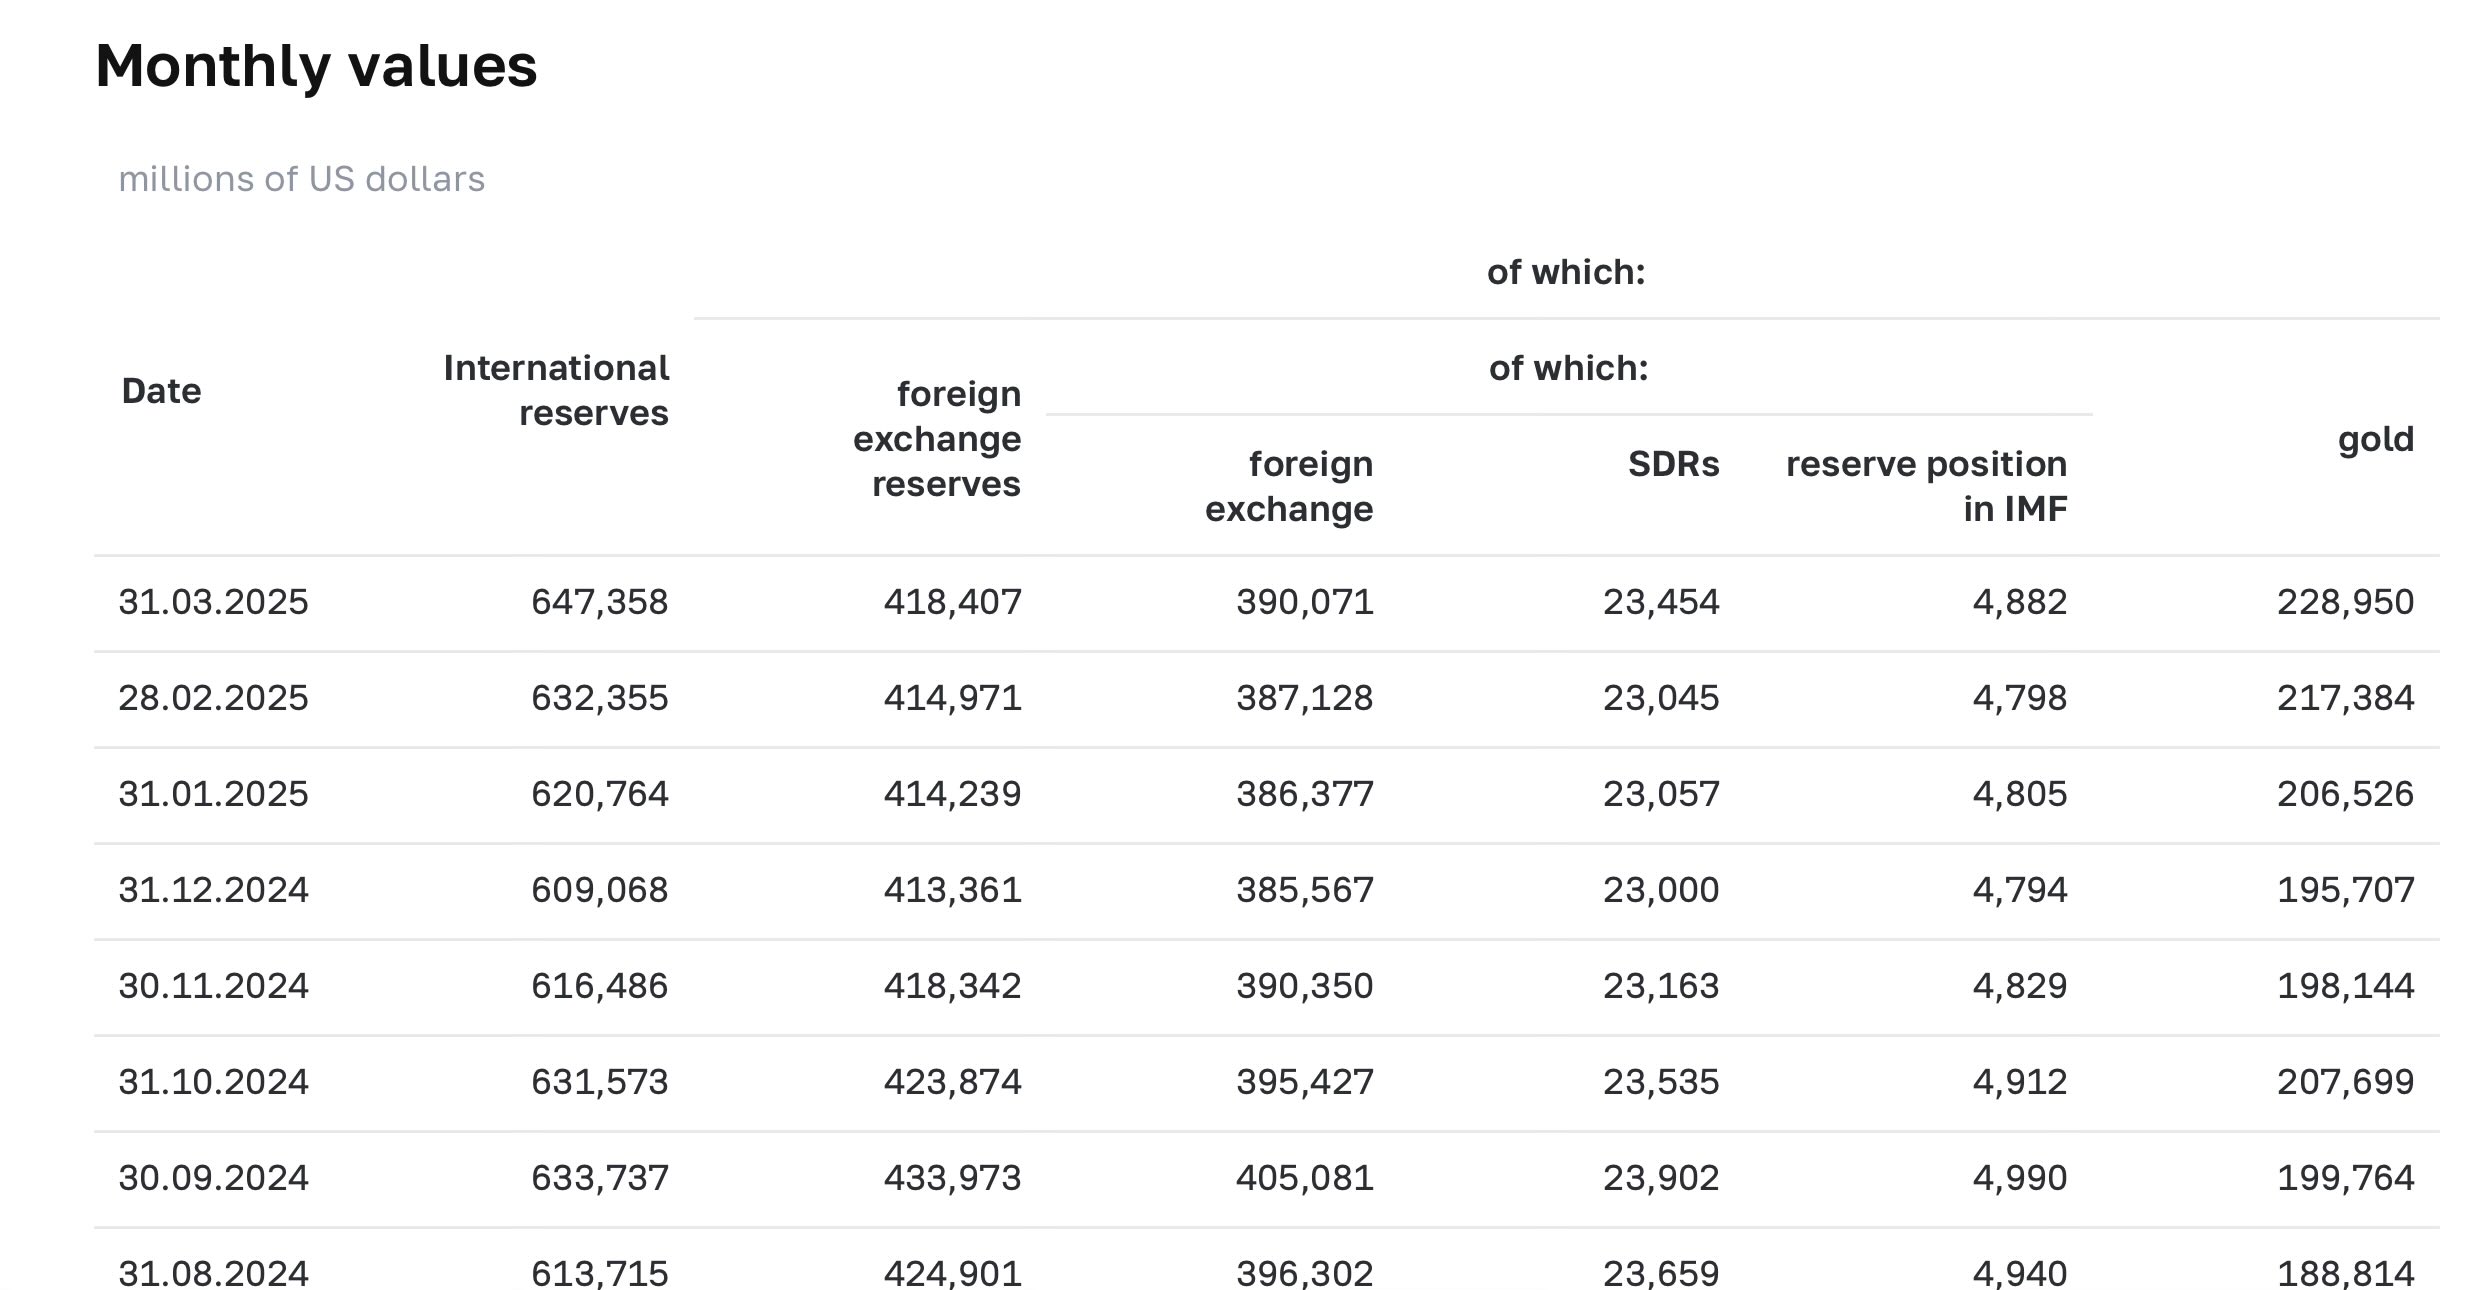 Monthly values
millions of US dollars
of which:
of which:
Date
International
reserves
foreign
exchange
reserves
foreign
exchange
SDRs
reserve position
in IMF
gold
31.03.2025 647,358 418,407 390,071 23,454 4,882 228,950
28.02.2025 632,355 414,971 387,128 23,045 4,798 217,384
31.01.2025 620,764 414,239 386,377 23,057 4,805 206,526
31.12.2024 609,068 413,361 385,567 23,000 4,794 195,707
30.11.2024 616,486 418,342 390,350 23,163 4,829 198,144
31.10.2024 631,573 423,874 395,427 23,535 4,912 207,699
30.09.2024 633,737 433,973 405,081 23,902 4,990 199,764
31.08.2024 613,715 424,901 396,302 23,659 4,940 188,814